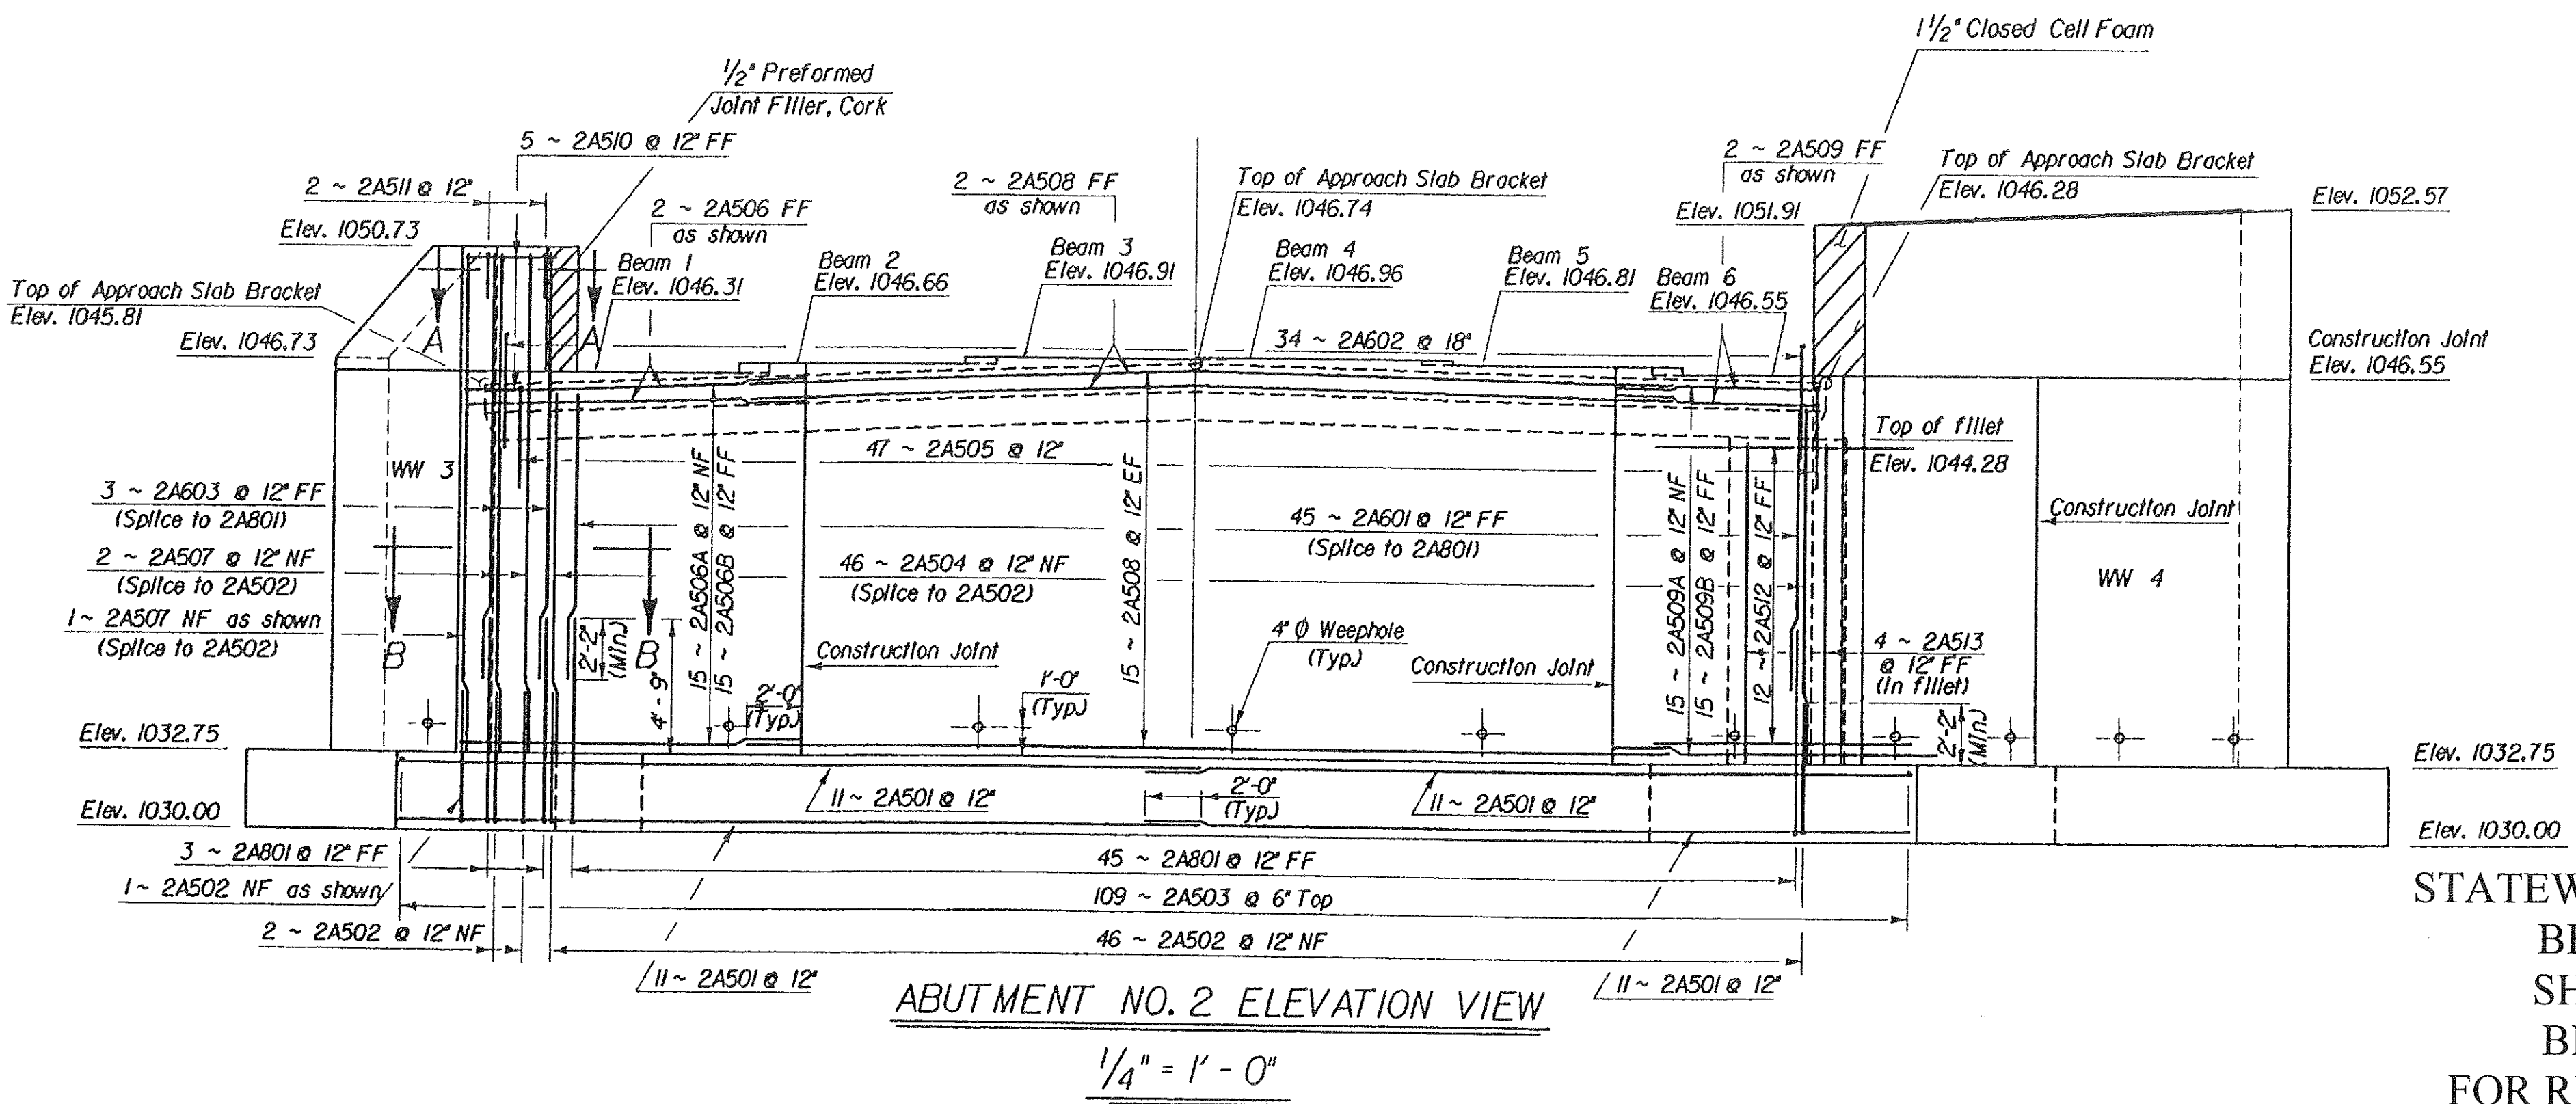 1 1/2" Closed Cell Foam
1/2" Preformed
Joint Filler, Cork
5 ~ 2A510 @ 12" FF
2 ~ 2A511 @ 12"
Elev. 1050.73
2 ~ 2A506 FF
as shown
2 ~ 2A508 FF
as shown
Top of Approach Slab Bracket
Elev. 1046.74
2 ~ 2A509 FF
as shown
Elev. 1051.91
Top of Approach Slab Bracket
Elev. 1046.28
Elev. 1052.57
Top of Approach Slab Bracket
Elev. 1045.81
Elev. 1046.73
Beam 1
Elev. 1046.31
Beam 2
Elev. 1046.66
Beam 3
Elev. 1046.91
Beam 4
Elev. 1046.96
Beam 5
Elev. 1046.81
Beam 6
Elev. 1046.55
A
A
34 ~ 2A602 @ 18"
Construction Joint
Elev. 1046.55
WW 3
47 ~ 2A505 @ 12"
Top of fillet
Elev. 1044.28
3 ~ 2A603 @ 12" FF
(Splice to 2A801)
2 ~ 2A507 @ 12" NF
(Splice to 2A502)
1 ~ 2A507 NF as shown
(Splice to 2A502)
B
B
2'-2"
(Min.)
4'-9"
15 ~ 2A506A @ 12" NF
15 ~ 2A506B @ 12" FF
46 ~ 2A504 @ 12" NF
(Splice to 2A502)
15 ~ 2A508 @ 12" EF
45 ~ 2A601 @ 12" FF
(Splice to 2A801)
15 ~ 2A509A @ 12" NF
15 ~ 2A509B @ 12" FF
12 ~ 2A512 @ 12" FF
Construction Joint
WW 4
Construction Joint
2'-0"
(Typ.)
1'-0"
(Typ.)
4" Ø Weephole
(Typ.)
Construction Joint
4 ~ 2A513
@ 12" FF
(In fillet)
2'-2"
(Min.)
Elev. 1032.75
Elev. 1032.75
Elev. 1030.00
Elev. 1030.00
11 ~ 2A501 @ 12"
2'-0"
(Typ.)
11 ~ 2A501 @ 12"
3 ~ 2A801 @ 12" FF
1 ~ 2A502 NF as shown
2 ~ 2A502 @ 12" NF
45 ~ 2A801 @ 12" FF
109 ~ 2A503 @ 6" Top
46 ~ 2A502 @ 12" NF
11 ~ 2A501 @ 12"
11 ~ 2A501 @ 12"
ABUTMENT NO. 2 ELEVATION VIEW
1/4" = 1' - 0"
FOR